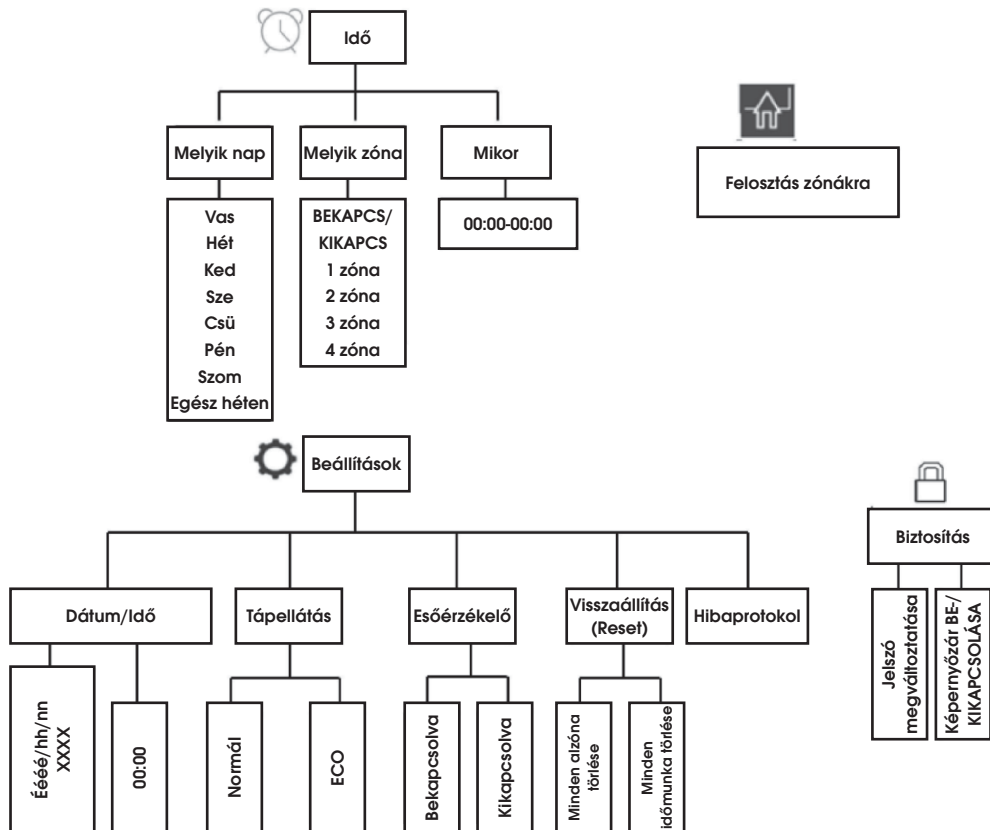 Idő
Melyik nap
Melyik zóna
Mikor
Felosztás zónákra
Vas
Hét
Ked
Sze
Csü
Pén
Szom
Egész héten
BEKAPCS/
KIKAPCS
1 zóna
2 zóna
3 zóna
4 zóna
00:00-00:00
Beállítások
Biztosítás
Dátum/Idő
Tápellátás
Esőérzékelő
Visszaállítás
(Reset)
Hibaprotokol
Jelszó
megváltoztatása
Képernyőzár BE-/
KIKAPCSOLÁSA
Éééé/hh/nn
XXXX
00:00
Normál
ECO
Bekapcsolva
Kikapcsolva
Minden alzóna
törlése
Minden
időmunka törlése